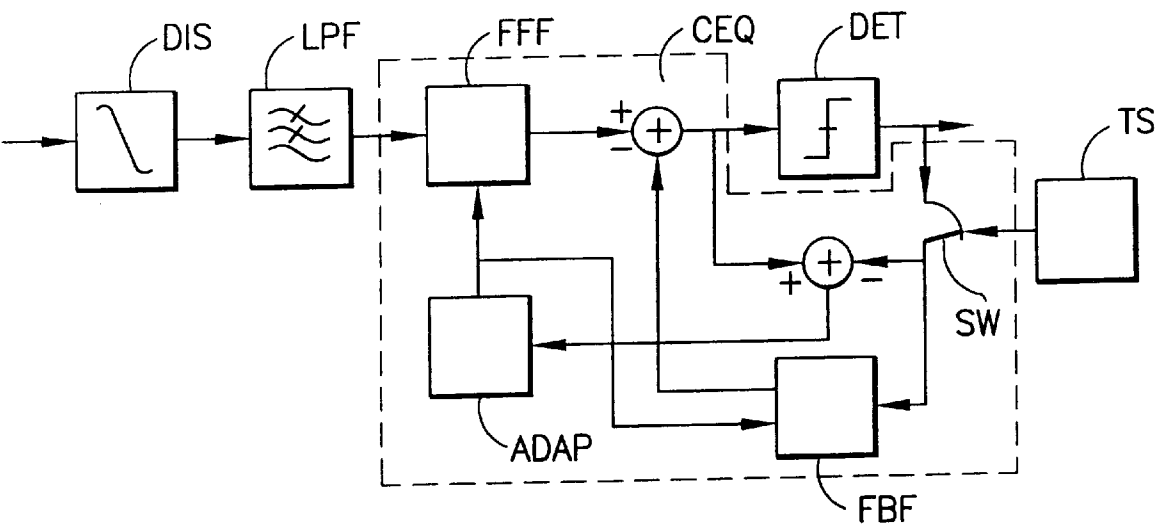 DIS
LPF
FFF
CEQ
DET
TS
+
−
+
+
+
−
SW
ADAP
FBF